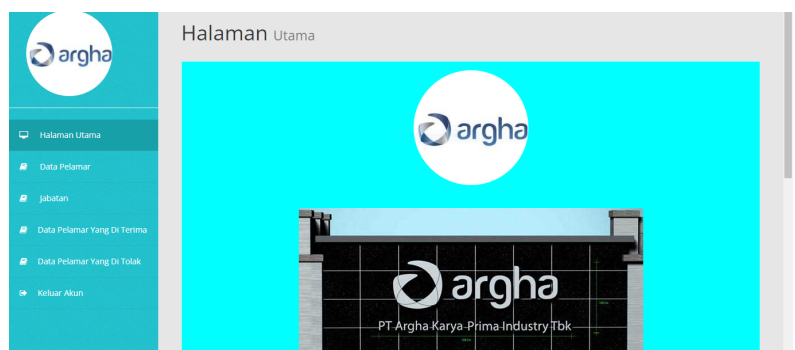 argha
Halaman Utama
Data Pelamar
Jabatan
Data Pelamar Yang Di Terima
Data Pelamar Yang Di Tolak
Keluar Akun
Halaman Utama
argha
argha
PT Argha Karya Prima Industry Tbk